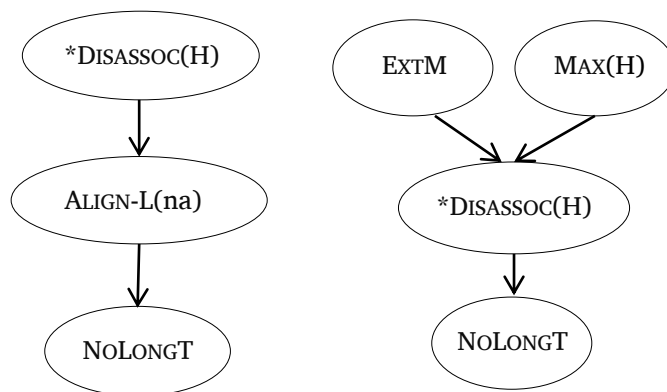 *DISASSOC(H)
ALIGN-L(na)
NOLONGT
EXTM
MAX(H)
*DISASSOC(H)
NOLONGT